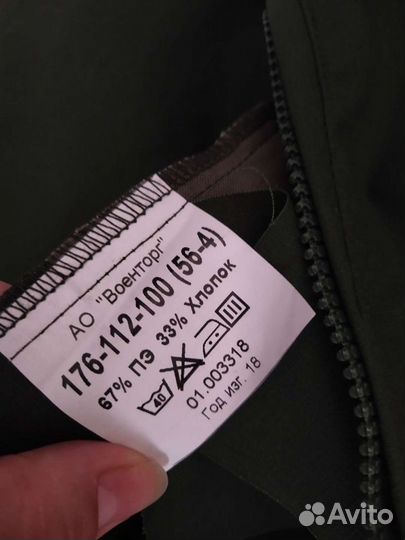 АО "Военторг"
176-112-100 (56-4)
67% ПЭ 33% Хлопок
40
01.003318
Год изг. 18
Avito